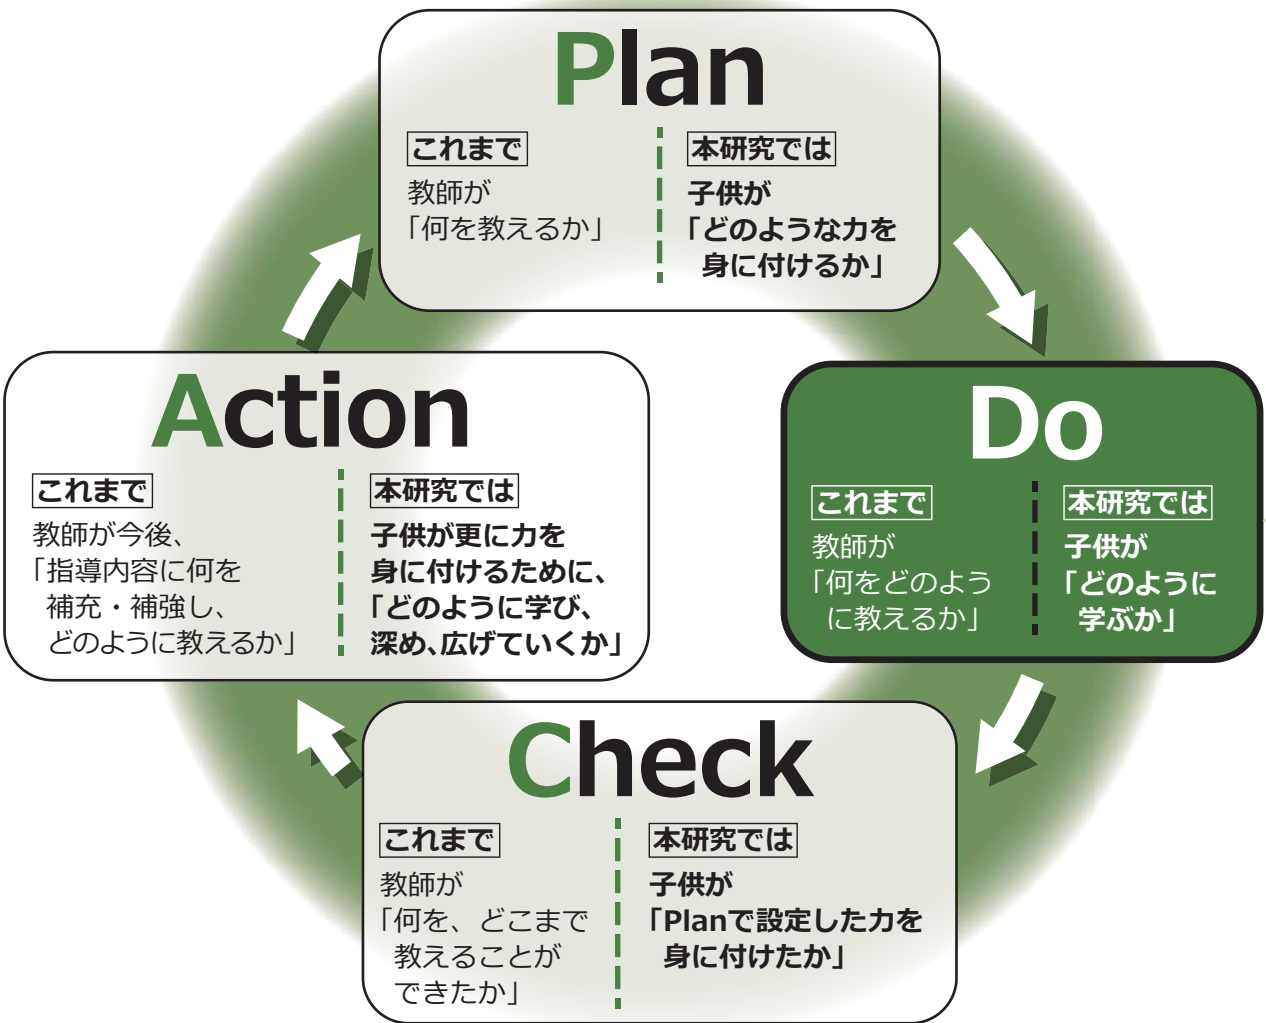 Plan
これまで
教師が
「何を教えるか」
本研究では
子供が
「どのような力を
身に付けるか」
Do
これまで
教師が
「何をどのよう
に教えるか」
本研究では
子供が
「どのように
学ぶか」
Check
これまで
教師が
「何を、どこまで
教えることが
できたか」
本研究では
子供が
「Planで設定した力を
身に付けたか」
Action
これまで
教師が今後、
「指導内容に何を
補充・補強し、
どのように教えるか」
本研究では
子供が更に力を
身に付けるために、
「どのように学び、
深め、広げていくか」